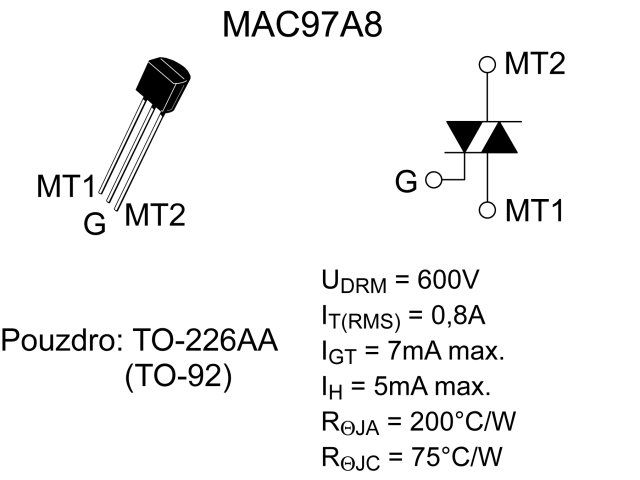 MAC97A8
MT2
MT1
G
MT2
G
MT1
Pouzdro: TO-226AA
(TO-92)
UDRM = 600V
IT(RMS) = 0,8A
IGT = 7mA max.
IH = 5mA max.
RΘJA = 200°C/W
RΘJC = 75°C/W